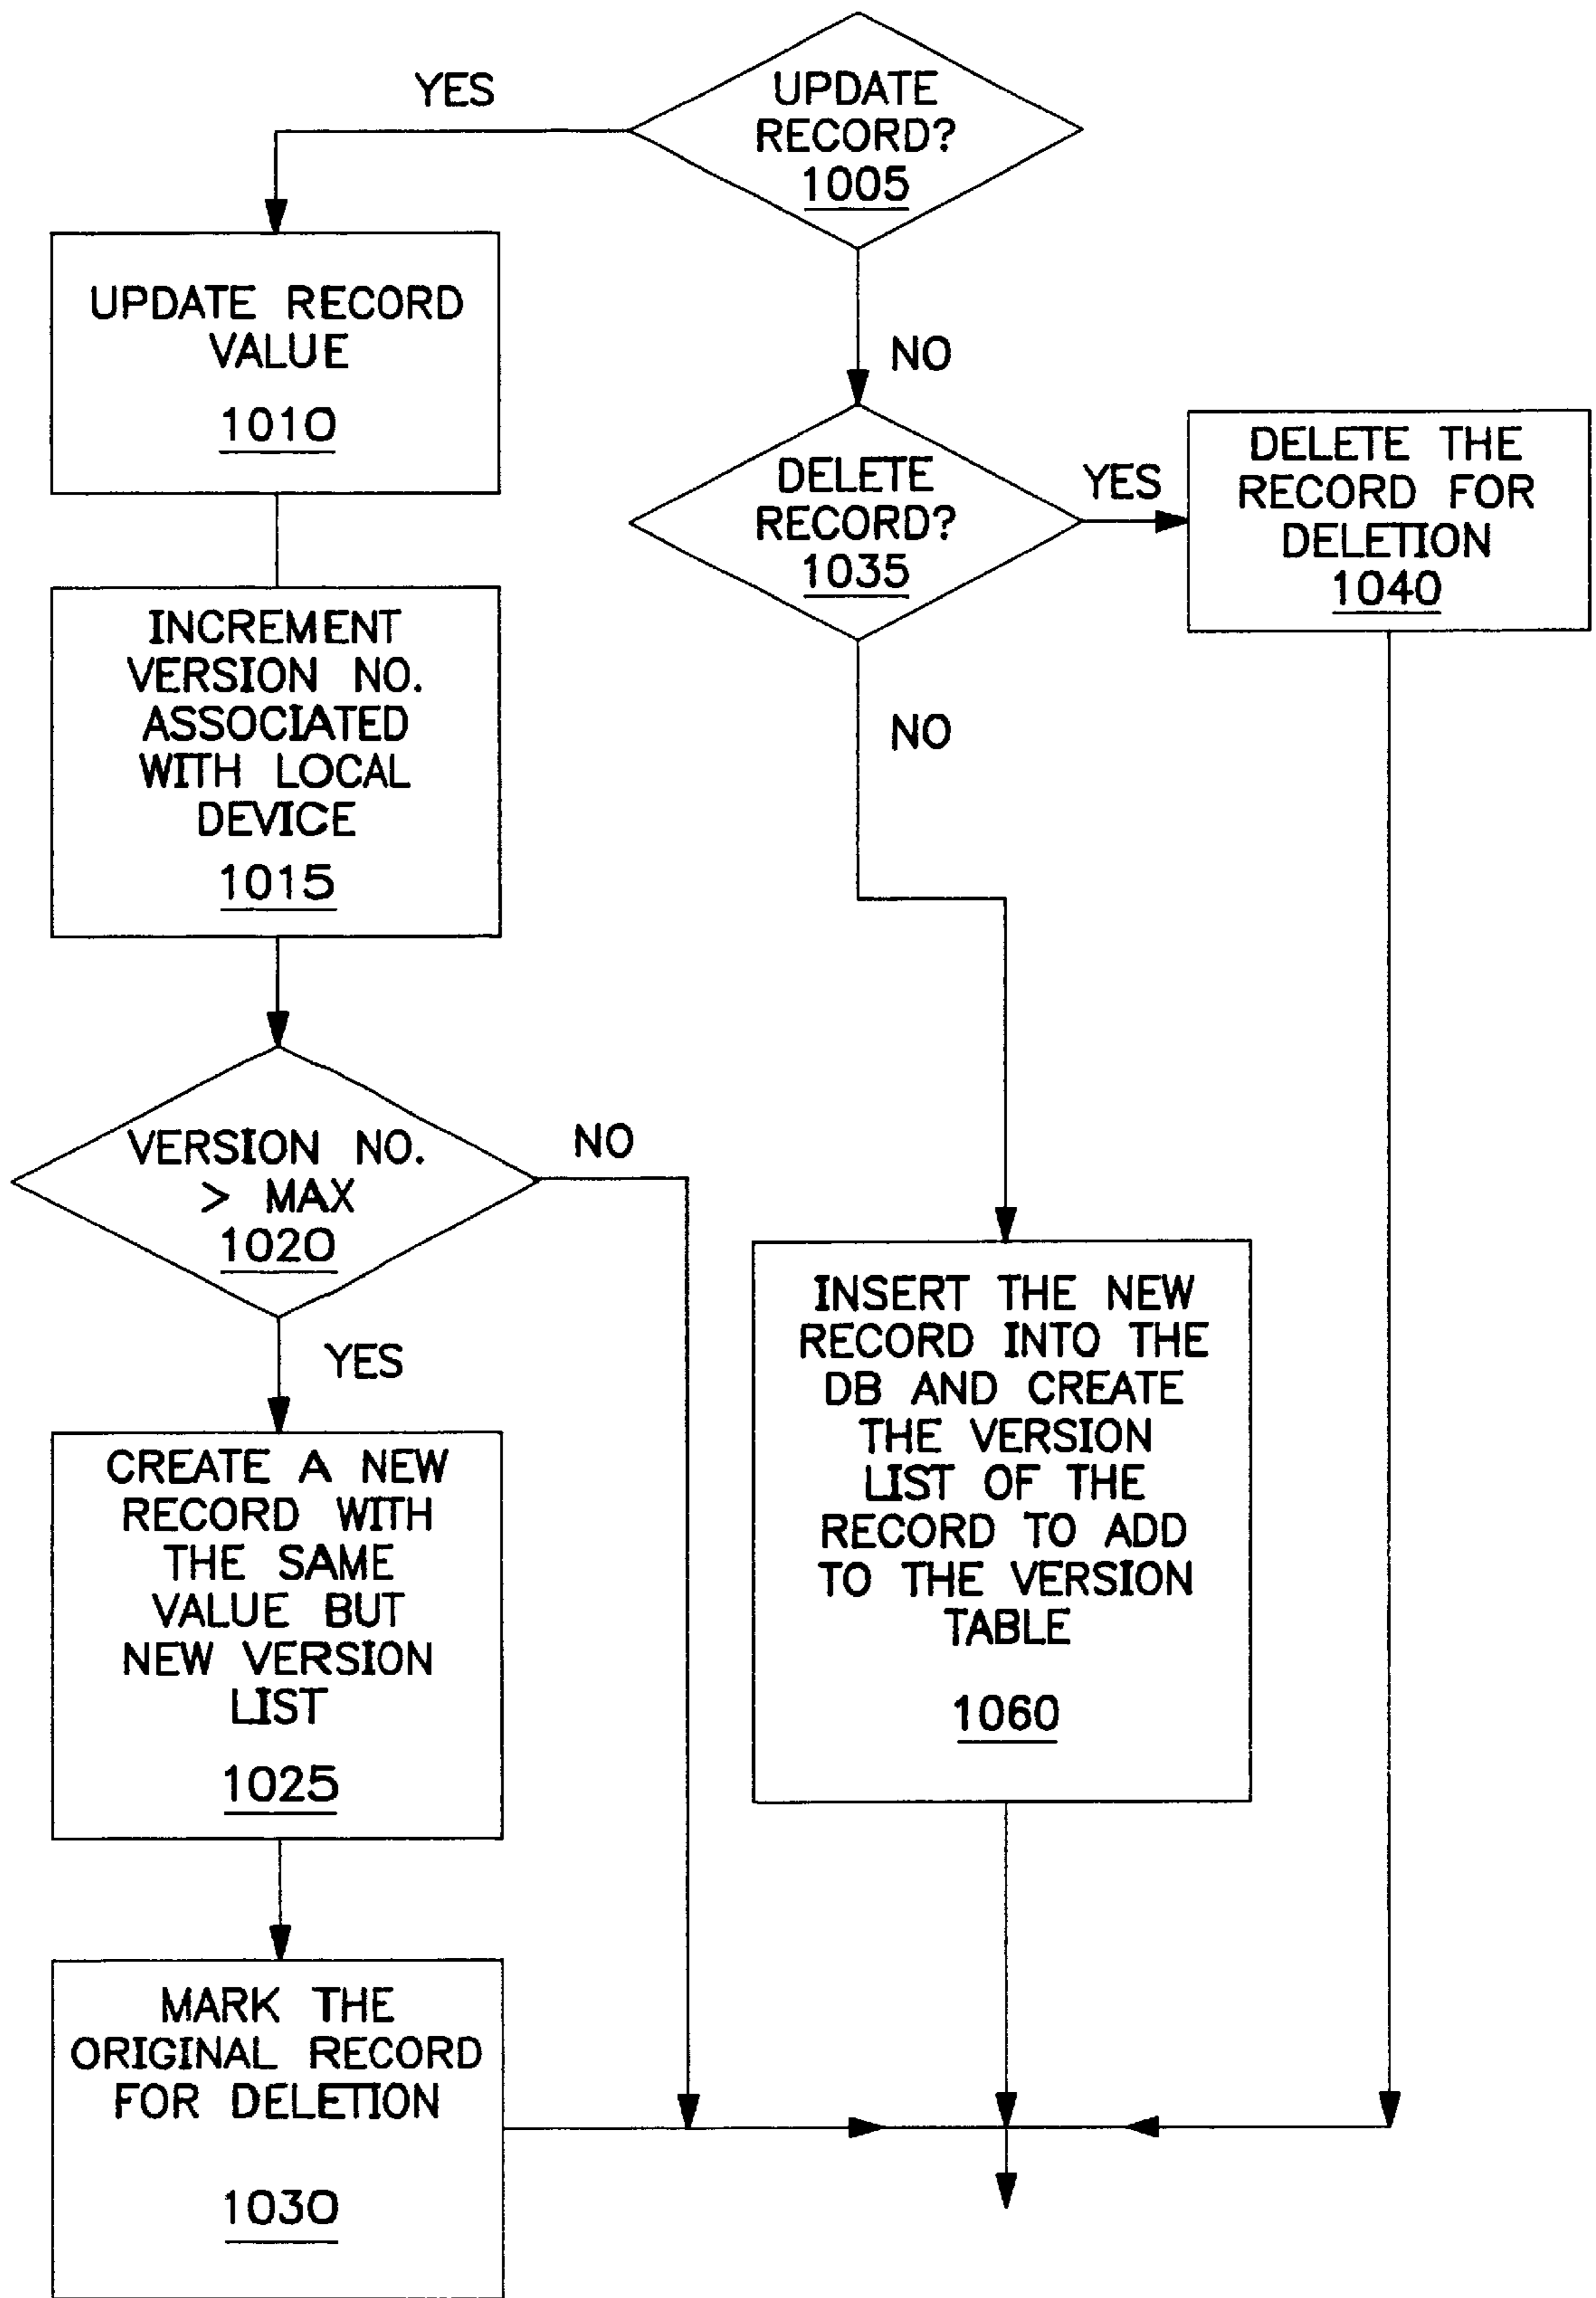 YES
UPDATE
RECORD?
1005
UPDATE RECORD
VALUE
1010
NO
DELETE
RECORD?
1035
YES
DELETE THE
RECORD FOR
DELETION
1040
INCREMENT
VERSION NO.
ASSOCIATED
WITH LOCAL
DEVICE
1015
NO
VERSION NO.
> MAX
1020
NO
YES
INSERT THE NEW
RECORD INTO THE
DB AND CREATE
THE VERSION
LIST OF THE
RECORD TO ADD
TO THE VERSION
TABLE
1060
CREATE A NEW
RECORD WITH
THE SAME
VALUE BUT
NEW VERSION
LIST
1025
MARK THE
ORIGINAL RECORD
FOR DELETION
1030